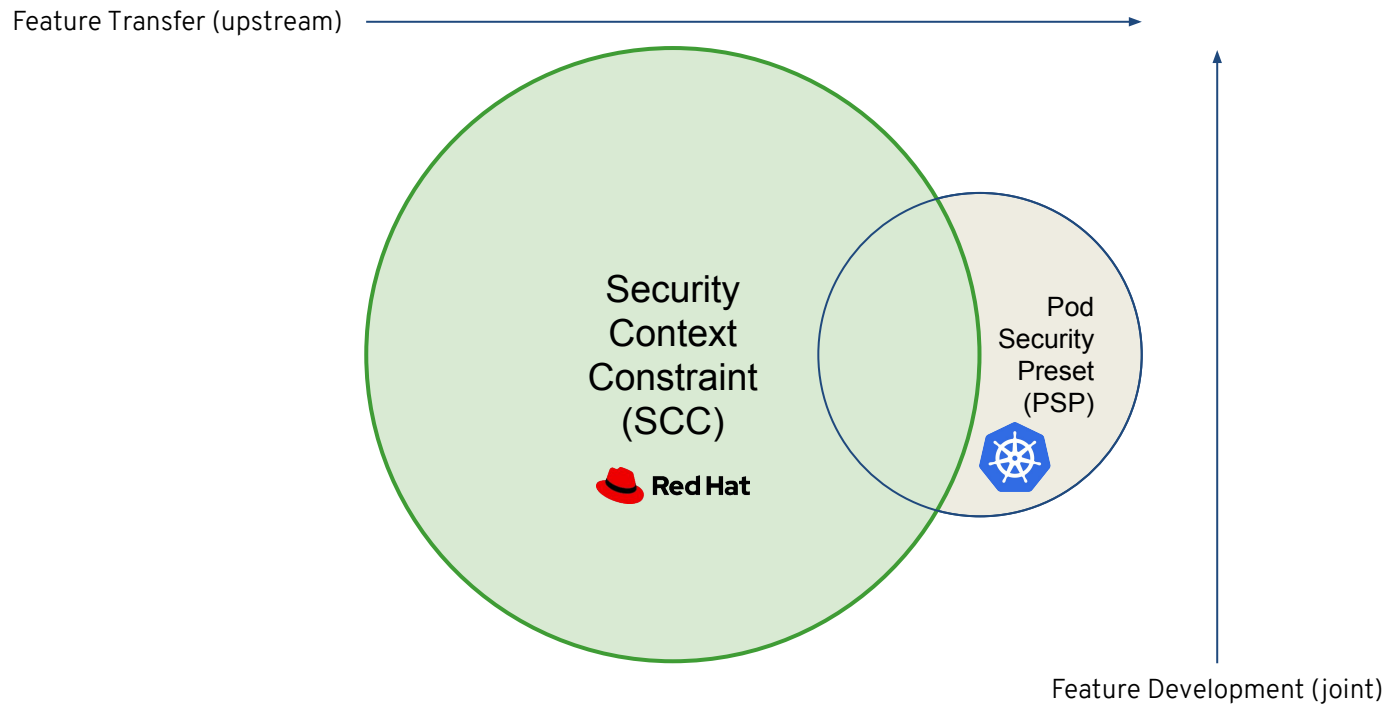 Feature Transfer (upstream)
Security
Context
Constraint
(SCC)
Red Hat
Pod
Security
Preset
(PSP)
Feature Development (joint)